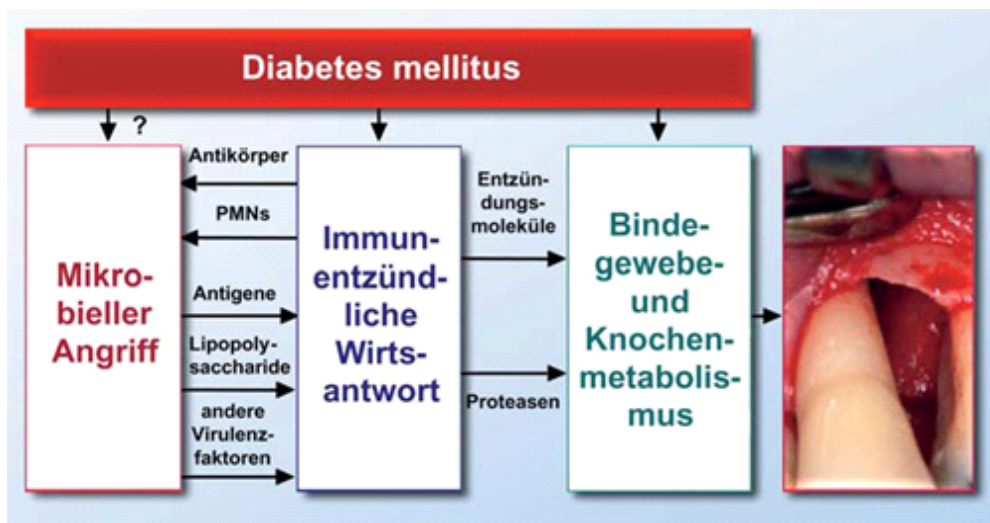 Diabetes mellitus
?
Mikro-
bieller
Angriff
Antikörper
PMNs
Antigene
Lipopoly-
saccharide
andere
Virulenz-
faktoren
Immun-
entzünd-
liche
Wirts-
antwort
Entzün-
dungs-
moleküle
Proteasen
Binde-
gewebe-
und
Knochen-
metabolis-
mus